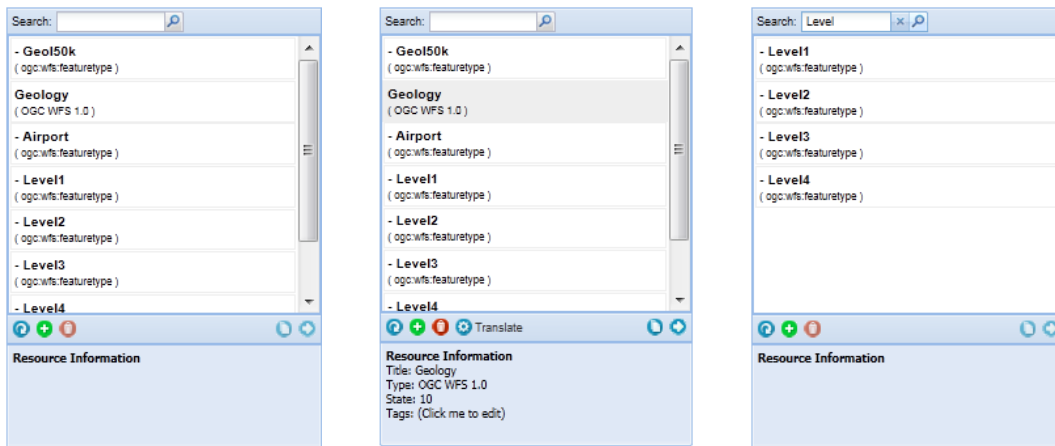 Search:
- Geol50k
( ogc:wfs:featuretype )
Geology
( OGC WFS 1.0 )
- Airport
( ogc:wfs:featuretype )
- Level1
( ogc:wfs:featuretype )
- Level2
( ogc:wfs:featuretype )
- Level3
( ogc:wfs:featuretype )
- Level4
Resource Information
Search:
- Geol50k
( ogc:wfs:featuretype )
Geology
( OGC WFS 1.0 )
- Airport
( ogc:wfs:featuretype )
- Level1
( ogc:wfs:featuretype )
- Level2
( ogc:wfs:featuretype )
- Level3
( ogc:wfs:featuretype )
- Level4
Translate
Resource Information
Title: Geology
Type: OGC WFS 1.0
State: 10
Tags: (Click me to edit)
Search: Level
- Level1
( ogc:wfs:featuretype )
- Level2
( ogc:wfs:featuretype )
- Level3
( ogc:wfs:featuretype )
- Level4
( ogc:wfs:featuretype )
Resource Information